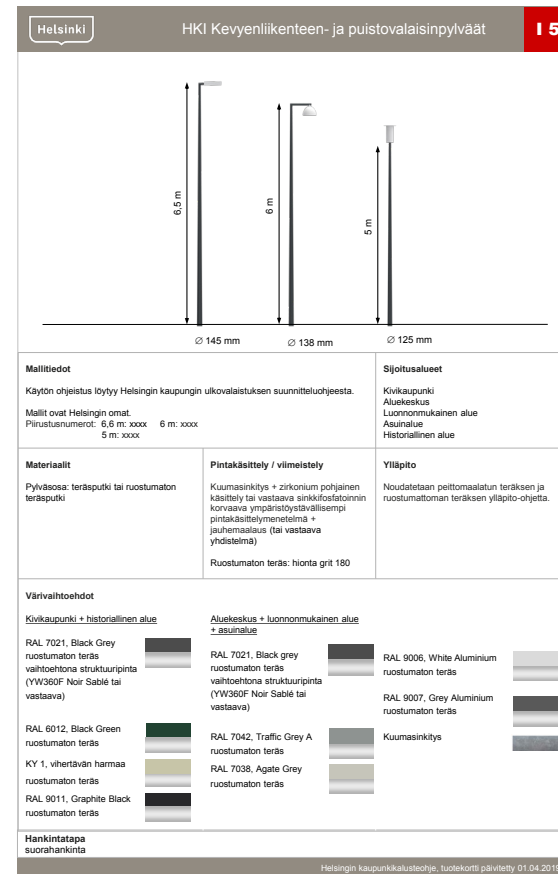 Helsinki
HKI Kevyenliikenteen- ja puistovalaisinpylväät
I 5
6,5 m
6 m
5 m
∅ 145 mm
∅ 138 mm
∅ 125 mm
Mallitiedot
Käytön ohjeistus löytyy Helsingin kaupungin ulkovalaistuksen suunnitteluohjeesta.
Mallit ovat Helsingin omat.
Piirustusnumerot: 6,6 m: xxxx 6 m: xxxx
5 m: xxxx
Sijoitusalueet
Kivikaupunki
Aluekeskus
Luonnonmukainen alue
Asuinalue
Historiallinen alue
Materiaalit
Pylväsosa: teräsputki tai ruostumaton
teräsputki
Pintakäsittely / viimeistely
Kuumasinkitys + zirkonium pohjainen
käsittely tai vastaava sinkkifosfatoinnin
korvaava ympäristöystävällisempi
pintakäsittelymenetelmä +
jauhemaalaus (tai vastaava
yhdistelmä)
Ruostumaton teräs: hionta grit 180
Ylläpito
Noudatetaan peittomaalatun teräksen ja
ruostumattoman teräksen ylläpito-ohjetta.
Värivaihtoehdot
Kivikaupunki + historiallinen alue
RAL 7021, Black Grey
ruostumaton teräs
vaihtoehtona struktuuripinta
(YW360F Noir Sablé tai
vastaava)
RAL 6012, Black Green
ruostumaton teräs
KY 1, vihertävän harmaa
ruostumaton teräs
RAL 9011, Graphite Black
ruostumaton teräs
Aluekeskus + luonnonmukainen alue
+ asuinalue
RAL 7021, Black grey
ruostumaton teräs
vaihtoehtona struktuuripinta
(YW360F Noir Sablé tai
vastaava)
RAL 7042, Traffic Grey A
ruostumaton teräs
RAL 7038, Agate Grey
ruostumaton teräs
RAL 9006, White Aluminium
ruostumaton teräs
RAL 9007, Grey Aluminium
ruostumaton teräs
Kuumasinkitys
Hankintatapa
suorahankinta
Helsingin kaupunkikalusteohje, tuotekortti päivitetty 01.04.2019